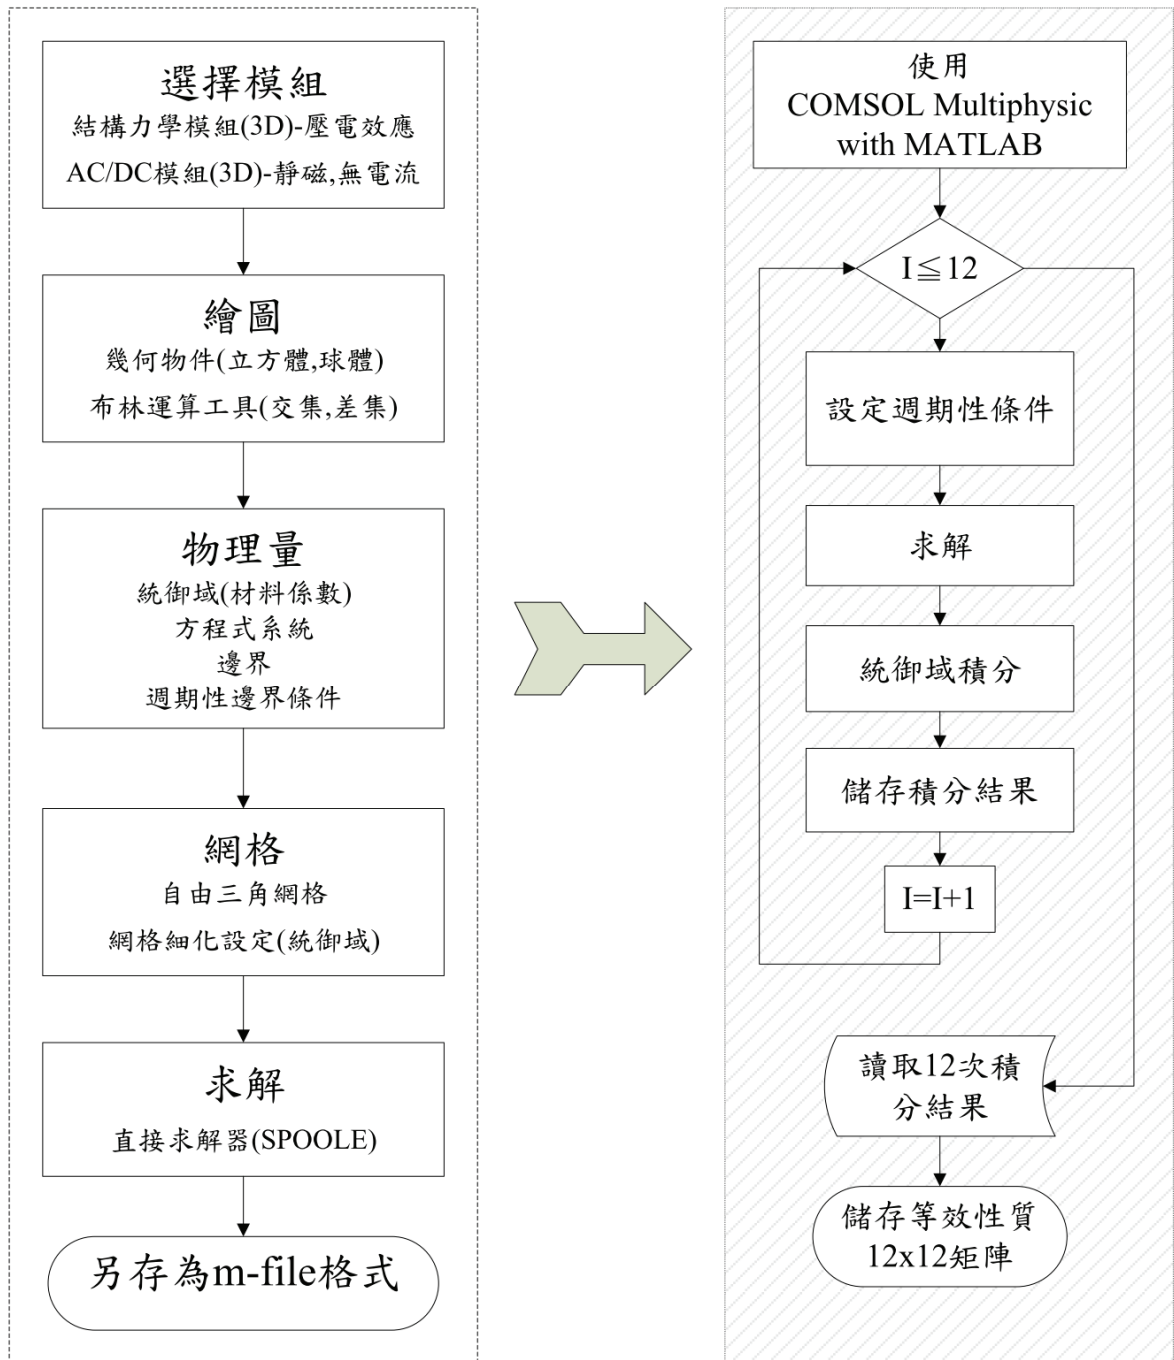 選擇模組
結構力學模組(3D)-壓電效應
AC/DC模組(3D)-靜磁,無電流
繪圖
幾何物件(立方體,球體)
布林運算工具(交集,差集)
物理量
統御域(材料係數)
方程式系統
邊界
週期性邊界條件
網格
自由三角網格
網格細化設定(統御域)
求解
直接求解器(SPOOLE)
另存為m-file格式
使用
COMSOL Multiphysic
with MATLAB
I≦12
設定週期性條件
求解
統御域積分
儲存積分結果
I=I+1
讀取12次積
分結果
儲存等效性質
12x12矩陣